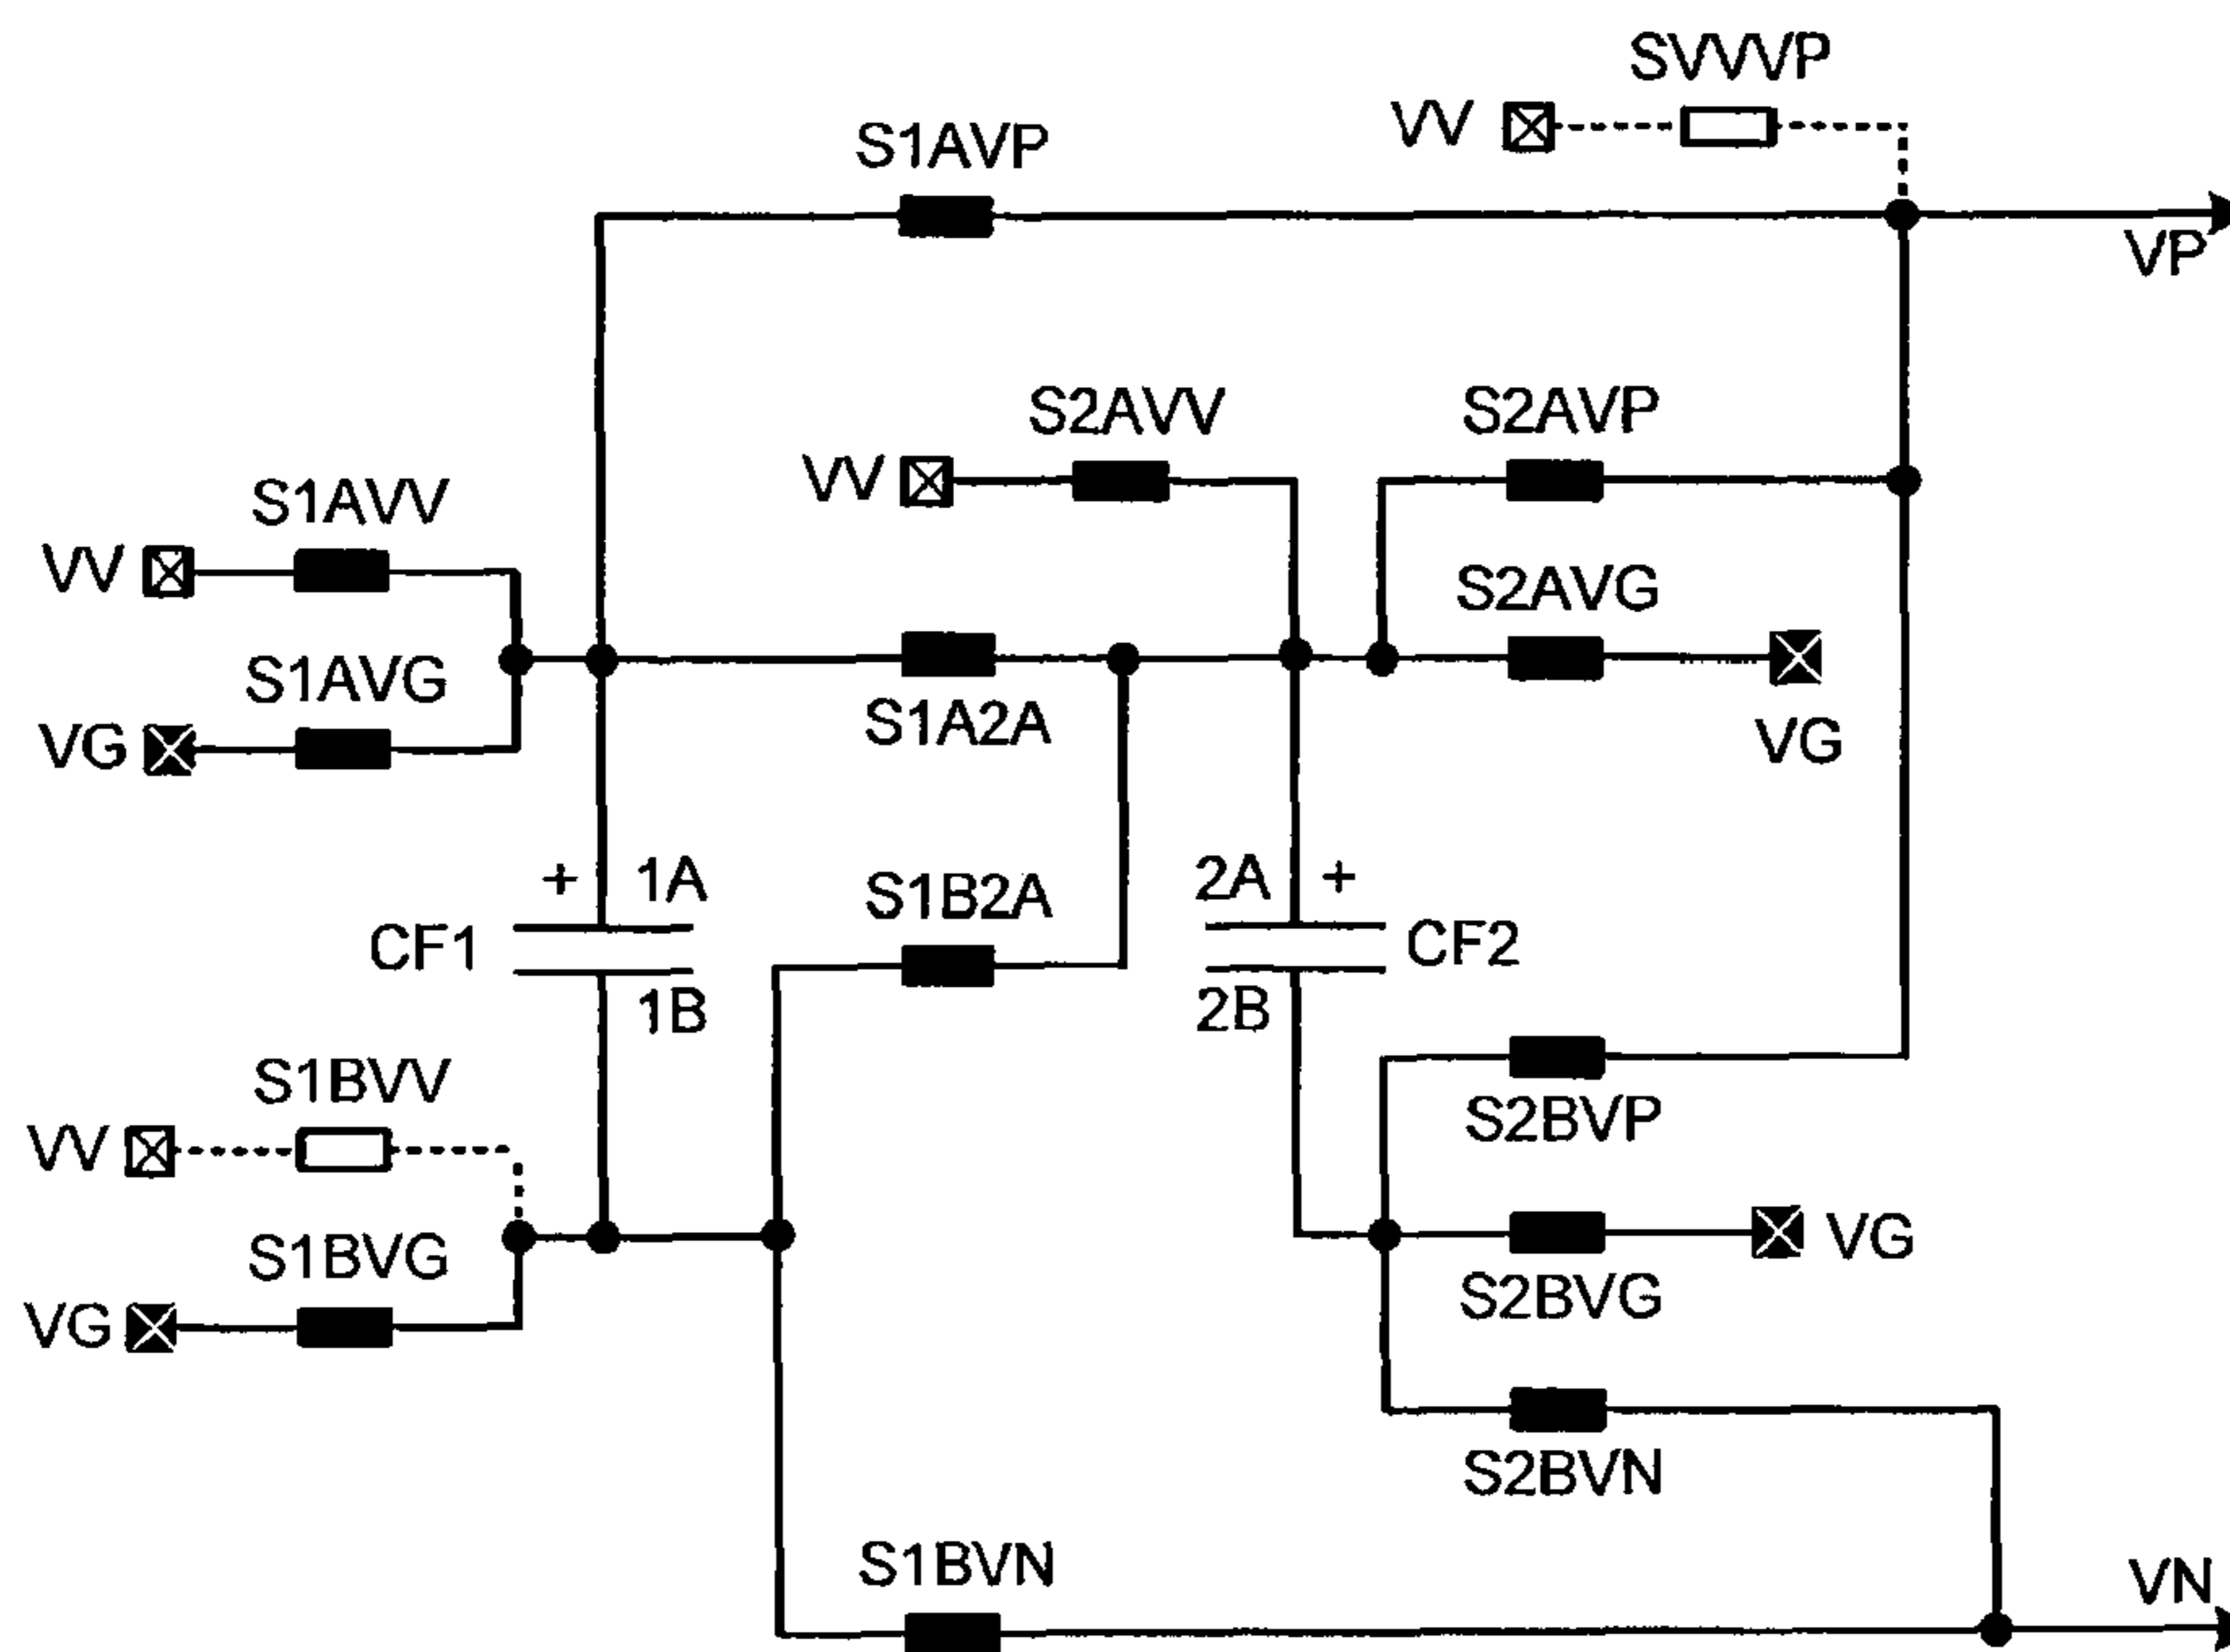 SVVVP
VV
S1AVP
VP
S2AVV
S2AVP
VV
S1AVV
VV
S2AVG
S1AVG
VG
S1A2A
VG
+ 1A
S1B2A
2A +
CF1
CF2
1B
2B
S1BVV
VV
S2BVP
S1BVG
VG
S2BVG
VG
S2BVN
S1BVN
VN